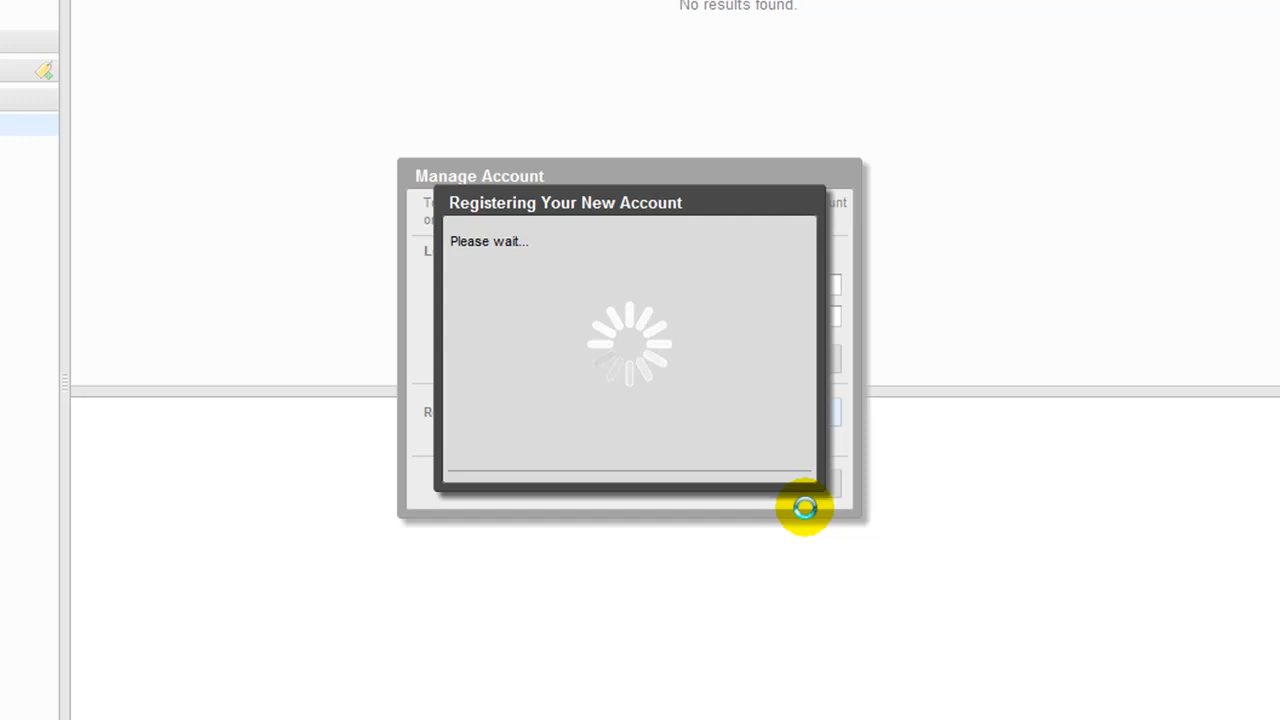 No results found.
Manage Account
Registering Your New Account
Please wait...